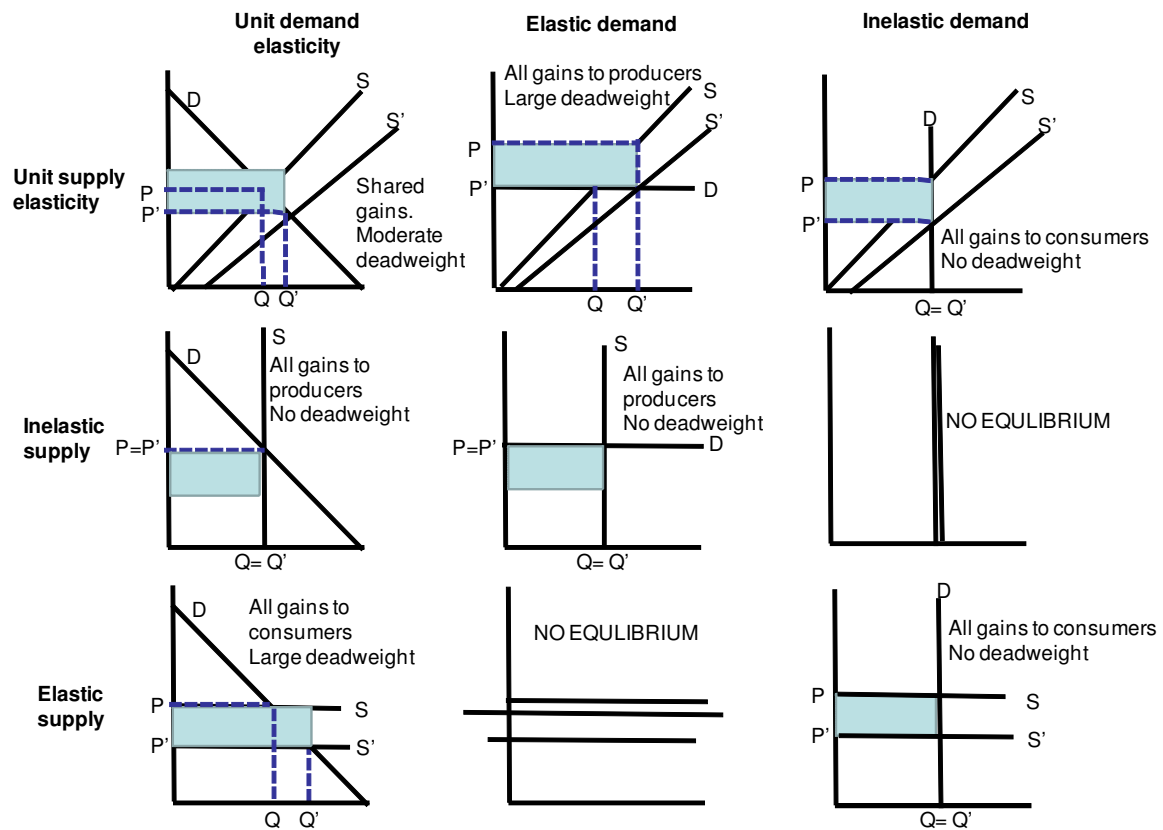 Unit demand
elasticity
Elastic demand
Inelastic demand
Unit supply
elasticity
D
S
S'
P
P'
Shared
gains.
Moderate
deadweight
Q Q'
All gains to producers
Large deadweight
S
S'
P
P'
D
Q Q'
D
S
S'
P
P'
All gains to consumers
No deadweight
Q= Q'
Inelastic
supply
D
S
All gains to
producers
No deadweight
P=P'
Q= Q'
S
All gains to
producers
No deadweight
P=P'
D
Q= Q'
NO EQULIBRIUM
Elastic
supply
D
All gains to
consumers
Large deadweight
P
S
P'
S'
Q Q'
NO EQULIBRIUM
D
All gains to consumers
No deadweight
P
S
P'
S'
Q= Q'